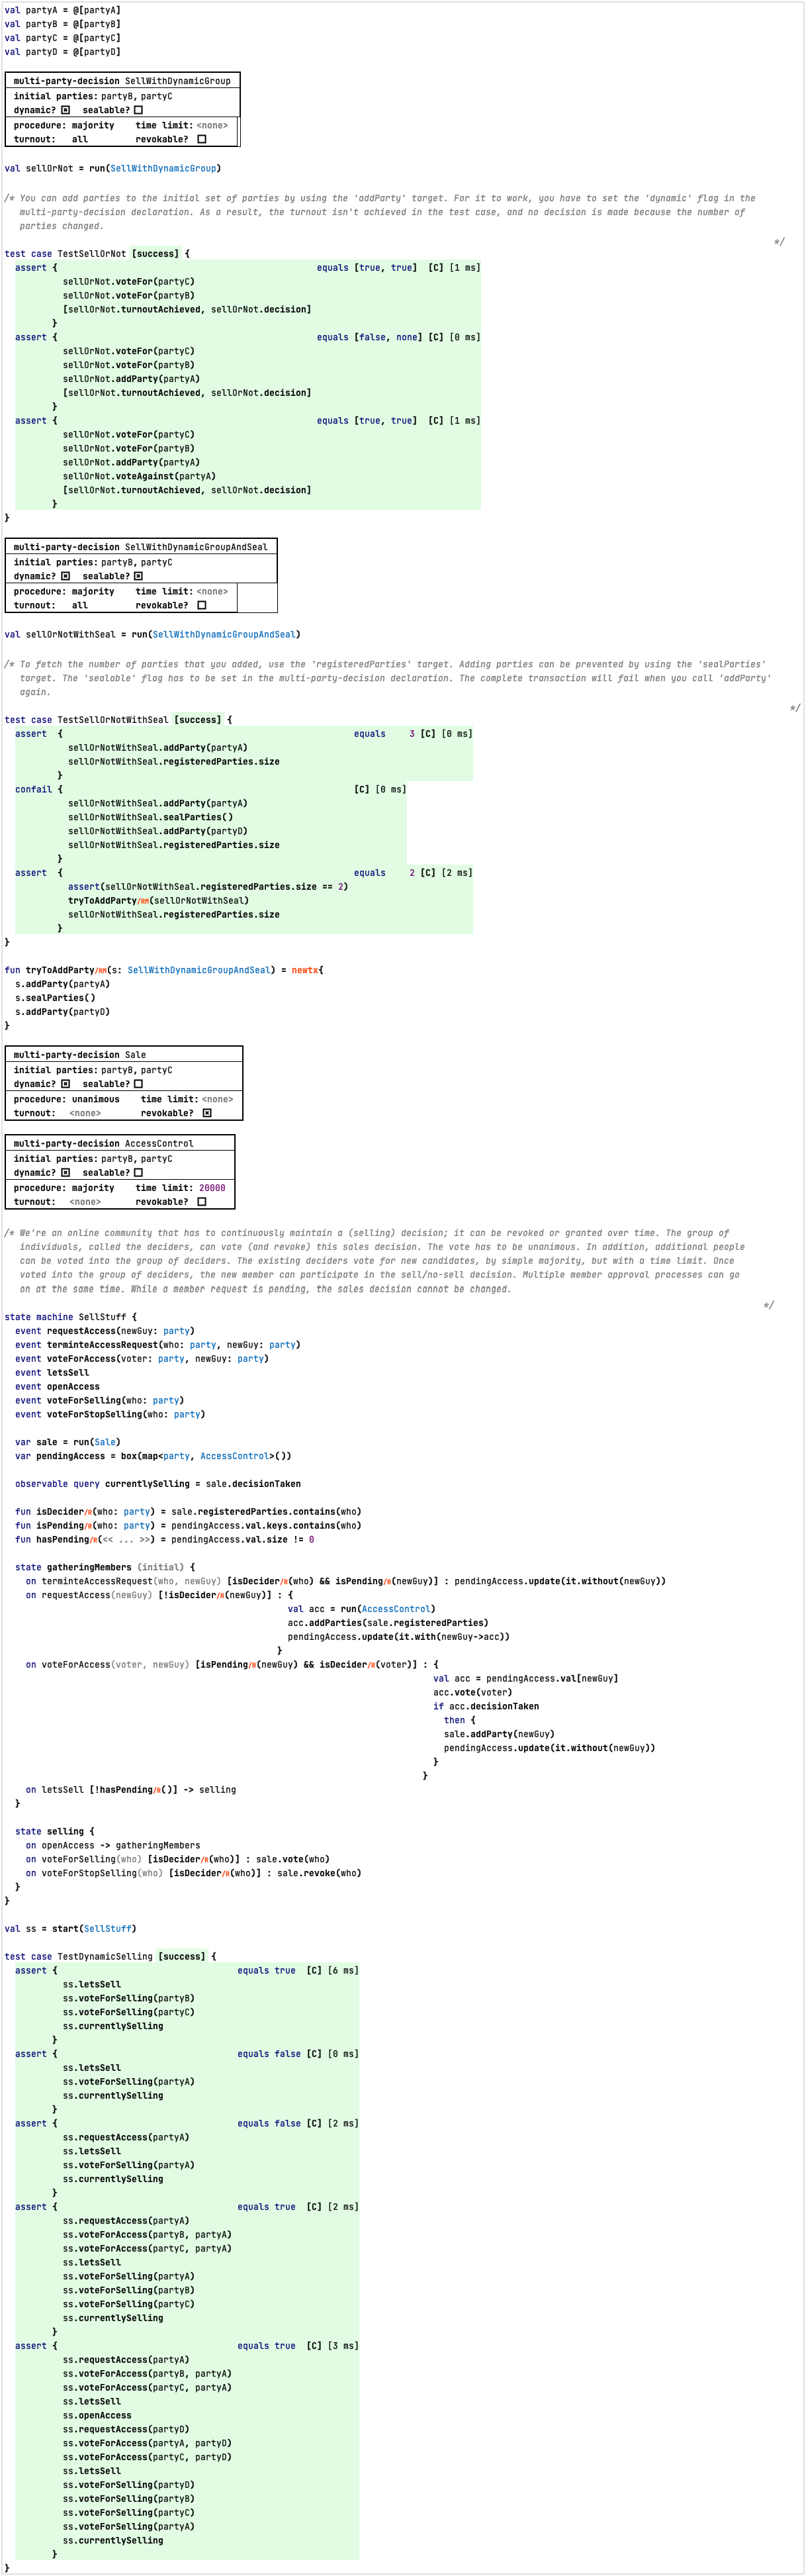 val partyA = @[partyA]
val partyB = @[partyB]
val partyC = @[partyC]
val partyD = @[partyD]
multi-party-decision SellWithDynamicGroup
initial parties: partyB, partyC
dynamic? sealable?
procedure: majority time limit: <none>
turnout: all revokable?
val sellOrNot = run(SellWithDynamicGroup)
/* You can add parties to the initial set of parties by using the 'addParty' target. For it to work, you have to set the 'dynamic' flag in the
multi-party-decision declaration. As a result, the turnout isn't achieved in the test case, and no decision is made because the number of
parties changed.
*/
test case TestSellOrNot [success] {
assert { equals [true, true] [C] [1 ms]
sellOrNot.voteFor(partyC)
sellOrNot.voteFor(partyB)
[sellOrNot.turnoutAchieved, sellOrNot.decision]
}
assert { equals [false, none] [C] [0 ms]
sellOrNot.voteFor(partyC)
sellOrNot.voteFor(partyB)
sellOrNot.addParty(partyA)
[sellOrNot.turnoutAchieved, sellOrNot.decision]
}
assert { equals [true, true] [C] [1 ms]
sellOrNot.voteFor(partyC)
sellOrNot.voteFor(partyB)
sellOrNot.addParty(partyA)
sellOrNot.voteAgainst(partyA)
[sellOrNot.turnoutAchieved, sellOrNot.decision]
}
}
multi-party-decision SellWithDynamicGroupAndSeal
initial parties: partyB, partyC
dynamic? sealable?
procedure: majority time limit: <none>
turnout: all revokable?
val sellOrNotWithSeal = run(SellWithDynamicGroupAndSeal)
/* To fetch the number of parties that you added, use the 'registeredParties' target. Adding parties can be prevented by using the 'sealParties'
target. The 'sealable' flag has to be set in the multi-party-decision declaration. The complete transaction will fail when you call 'addParty'
again.
*/
test case TestSellOrNotWithSeal [success] {
assert { equals 3 [C] [0 ms]
sellOrNotWithSeal.addParty(partyA)
sellOrNotWithSeal.registeredParties.size
}
confail { [C] [0 ms]
sellOrNotWithSeal.addParty(partyA)
sellOrNotWithSeal.sealParties()
sellOrNotWithSeal.addParty(partyD)
sellOrNotWithSeal.registeredParties.size
}
assert { equals 2 [C] [2 ms]
assert(sellOrNotWithSeal.registeredParties.size == 2)
tryToAddParty/RM(sellOrNotWithSeal)
sellOrNotWithSeal.registeredParties.size
}
}
fun tryToAddParty/RM(s: SellWithDynamicGroupAndSeal) = newtx{
s.addParty(partyA)
s.sealParties()
s.addParty(partyD)
}
multi-party-decision Sale
initial parties: partyB, partyC
dynamic? sealable?
procedure: unanimous time limit: <none>
turnout: <none> revokable?
multi-party-decision AccessControl
initial parties: partyB, partyC
dynamic? sealable?
procedure: majority time limit: 20000
turnout: <none> revokable?
/* We're an online community that has to continuously maintain a (selling) decision; it can be revoked or granted over time. The group of
individuals, called the deciders, can vote (and revoke) this sales decision. The vote has to be unanimous. In addition, additional people
can be voted into the group of deciders. The existing deciders vote for new candidates, by simple majority, but with a time limit. Once
voted into the group of deciders, the new member can participate in the sell/no-sell decision. Multiple member approval processes can go
on at the same time. While a member request is pending, the sales decision cannot be changed.
*/
state machine SellStuff {
event requestAccess(newGuy: party)
event terminteAccessRequest(who: party, newGuy: party)
event voteForAccess(voter: party, newGuy: party)
event letsSell
event openAccess
event voteForSelling(who: party)
event voteForStopSelling(who: party)
var sale = run(Sale)
var pendingAccess = box(map<party, AccessControl>())
observable query currentlySelling = sale.decisionTaken
fun isDecider/R(who: party) = sale.registeredParties.contains(who)
fun isPending/R(who: party) = pendingAccess.val.keys.contains(who)
fun hasPending/R(<< ... >>) = pendingAccess.val.size != 0
state gatheringMembers (initial) {
on terminteAccessRequest(who, newGuy) [isDecider/R(who) && isPending/R(newGuy)] : pendingAccess.update(it.without(newGuy))
on requestAccess(newGuy) [!isDecider/R(newGuy)] : {
val acc = run(AccessControl)
acc.addParties(sale.registeredParties)
pendingAccess.update(it.with(newGuy->acc))
}
on voteForAccess(voter, newGuy) [isPending/R(newGuy) && isDecider/R(voter)] : {
val acc = pendingAccess.val[newGuy]
acc.vote(voter)
if acc.decisionTaken
then {
sale.addParty(newGuy)
pendingAccess.update(it.without(newGuy))
}
}
on letsSell [!hasPending/R()] -> selling
}
state selling {
on openAccess -> gatheringMembers
on voteForSelling(who) [isDecider/R(who)] : sale.vote(who)
on voteForStopSelling(who) [isDecider/R(who)] : sale.revoke(who)
}
}
val ss = start(SellStuff)
test case TestDynamicSelling [success] {
assert { equals true [C] [6 ms]
ss.letsSell
ss.voteForSelling(partyB)
ss.voteForSelling(partyC)
ss.currentlySelling
}
assert { equals false [C] [0 ms]
ss.letsSell
ss.voteForSelling(partyA)
ss.currentlySelling
}
assert { equals false [C] [2 ms]
ss.requestAccess(partyA)
ss.letsSell
ss.voteForSelling(partyA)
ss.currentlySelling
}
assert { equals true [C] [2 ms]
ss.requestAccess(partyA)
ss.voteForAccess(partyB, partyA)
ss.voteForAccess(partyC, partyA)
ss.letsSell
ss.voteForSelling(partyA)
ss.voteForSelling(partyB)
ss.voteForSelling(partyC)
ss.currentlySelling
}
assert { equals true [C] [3 ms]
ss.requestAccess(partyA)
ss.voteForAccess(partyB, partyA)
ss.voteForAccess(partyC, partyA)
ss.letsSell
ss.openAccess
ss.requestAccess(partyD)
ss.voteForAccess(partyA, partyD)
ss.voteForAccess(partyC, partyD)
ss.letsSell
ss.voteForSelling(partyD)
ss.voteForSelling(partyB)
ss.voteForSelling(partyC)
ss.voteForSelling(partyA)
ss.currentlySelling
}
}